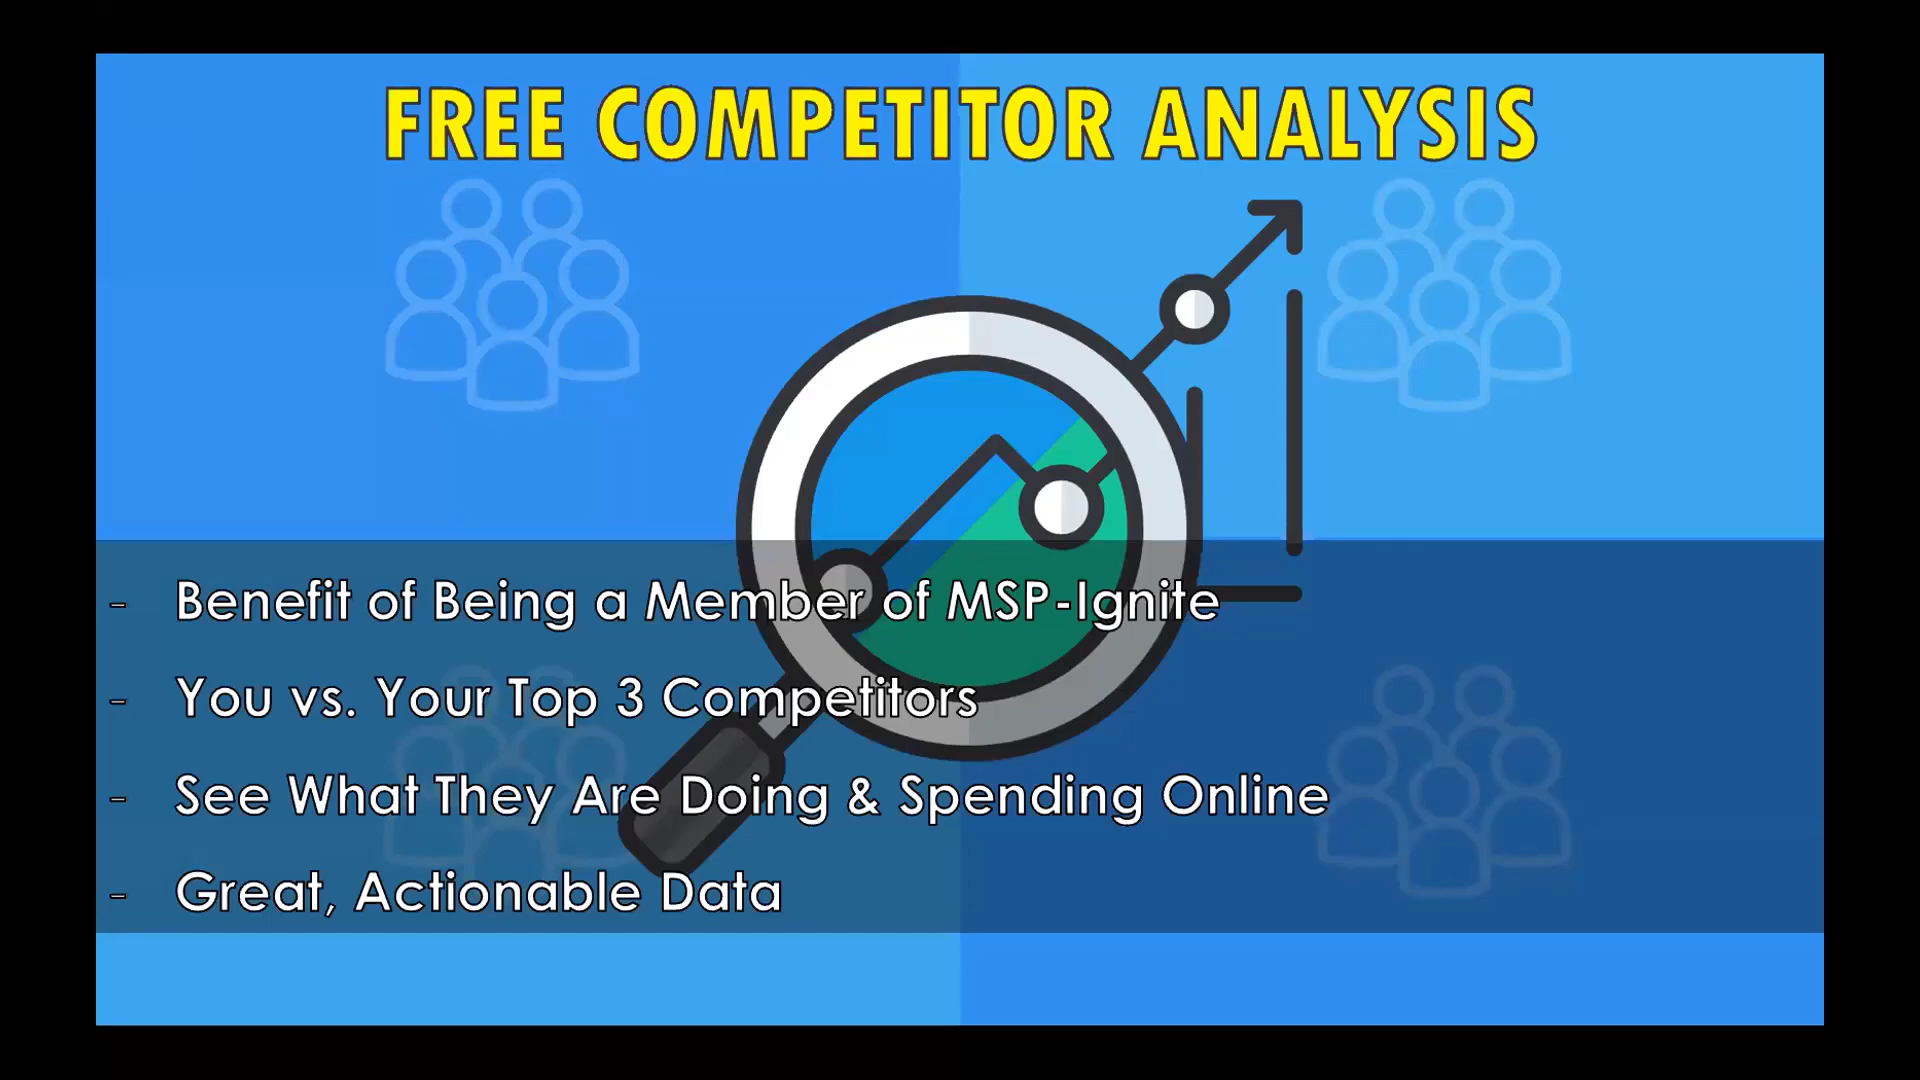 FREE COMPETITOR ANALYSIS
- Benefit of Being a Member of MSP-Ignite
- You vs. Your Top 3 Competitors
- See What They Are Doing & Spending Online
- Great, Actionable Data